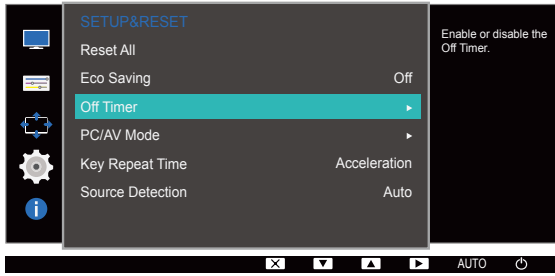 SETUP&RESET
Reset All
Eco Saving Off
Off Timer
PC/AV Mode
Key Repeat Time Acceleration
Source Detection Auto
Enable or disable the
Off Timer.
AUTO